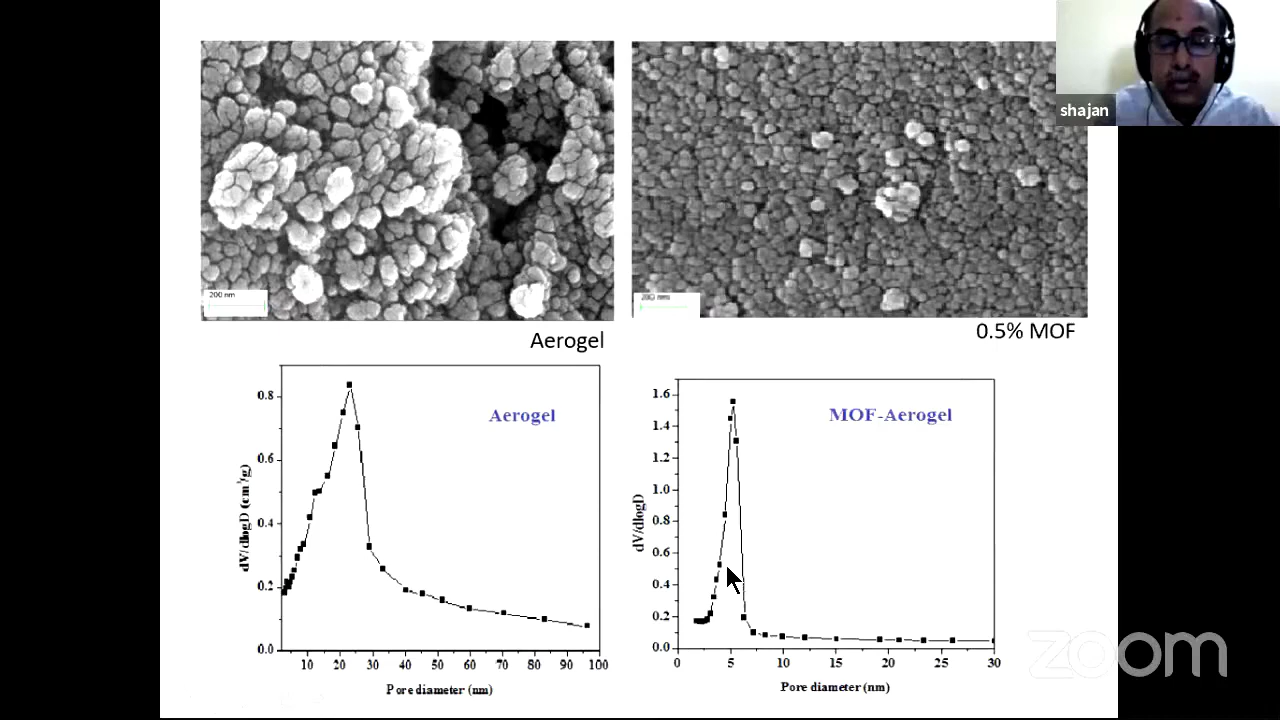 shajan
200 nm
Aerogel
0.5% MOF
Aerogel
dV/dlogD (cm³/g)
0.8
0.6
0.4
0.2
0.0
10 20 30 40 50 60 70 80 90 100
Pore diameter (nm)
MOF-Aerogel
dV/dlogD
1.6
1.4
1.2
1.0
0.8
0.6
0.4
0.2
0.0
0 5 10 15 20 25 30
Pore diameter (nm)
zoom